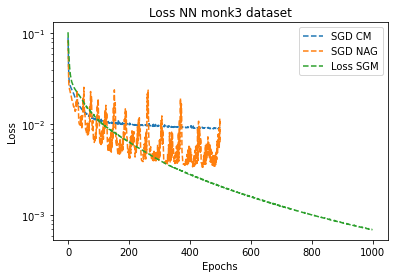 Loss NN monk3 dataset
SGD CM
SGD NAG
Loss SGM
10⁻¹
10⁻²
10⁻³
Loss
0 200 400 600 800 1000
Epochs